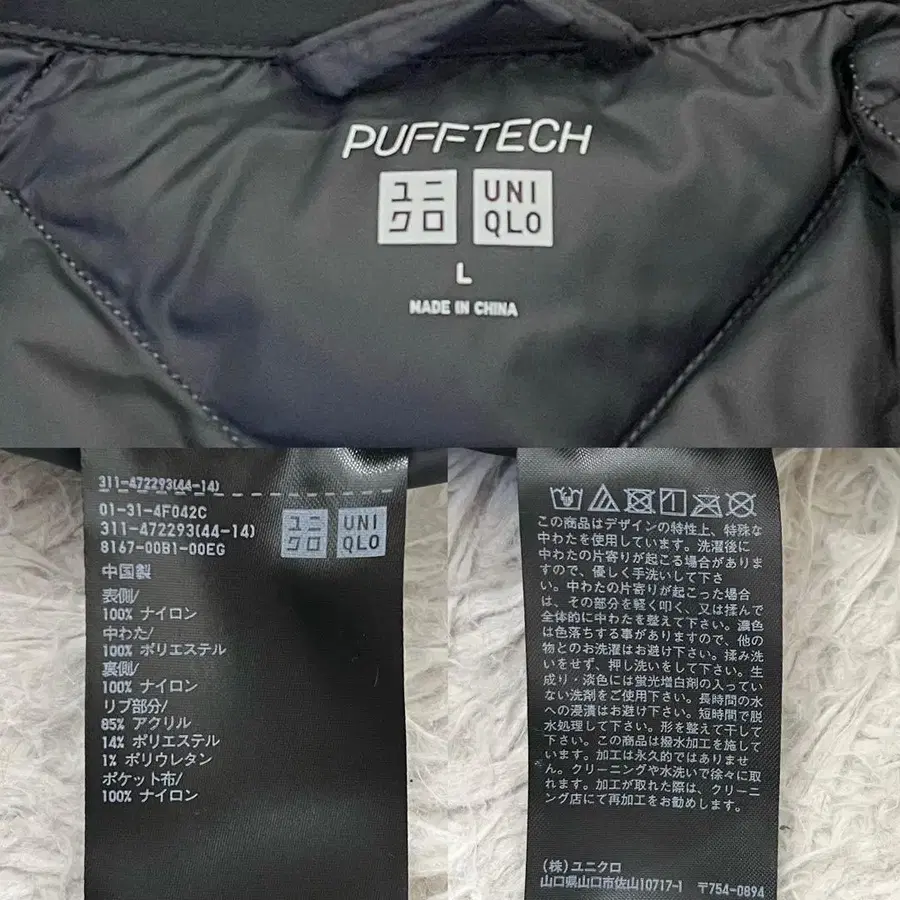 PUFFTECH
ユニ
クロ
UNI
QLO
L
MADE IN CHINA
311-472293(44-14)
01-31-4F042C
311-472293(44-14)
8167-00B1-00EG
ユニ
クロ
UNI
QLO
中国製
表側/
100% ナイロン
中わた/
100% ポリエステル
裏側/
100% ナイロン
リブ部分/
85% アクリル
14% ポリエステル
1% ポリウレタン
ポケット布/
100% ナイロン
この商品はデザインの特性上、特殊な
中わたを使用しています。洗濯後に
中わたの片寄りが起こる場合がありま
すので、優しく手洗いして下さ
い。中わたの片寄りが起こった場合
は、その部分を軽く叩く、又は揉んで
全体的に中わたを整えて下さい。濃色
は色落ちする事がありますので、他の
物とのお洗濯はお避け下さい。揉み洗
いをせず、押し洗いをして下さい。生
成り・淡色には蛍光増白剤の入ってい
ない洗剤をご使用下さい。長時間の水
への浸漬はお避け下さい。短時間で脱
水処理して下さい。形を整えて干して
下さい。この商品は撥水加工を施して
います。加工は永久的ではありませ
ん。クリーニングや水洗いで徐々に取
れます。加工が取れた際は、クリーニ
ング店にて再加工をお勧めします。
(株)ユニクロ
山口県山口市佐山10717-1 〒754-0894